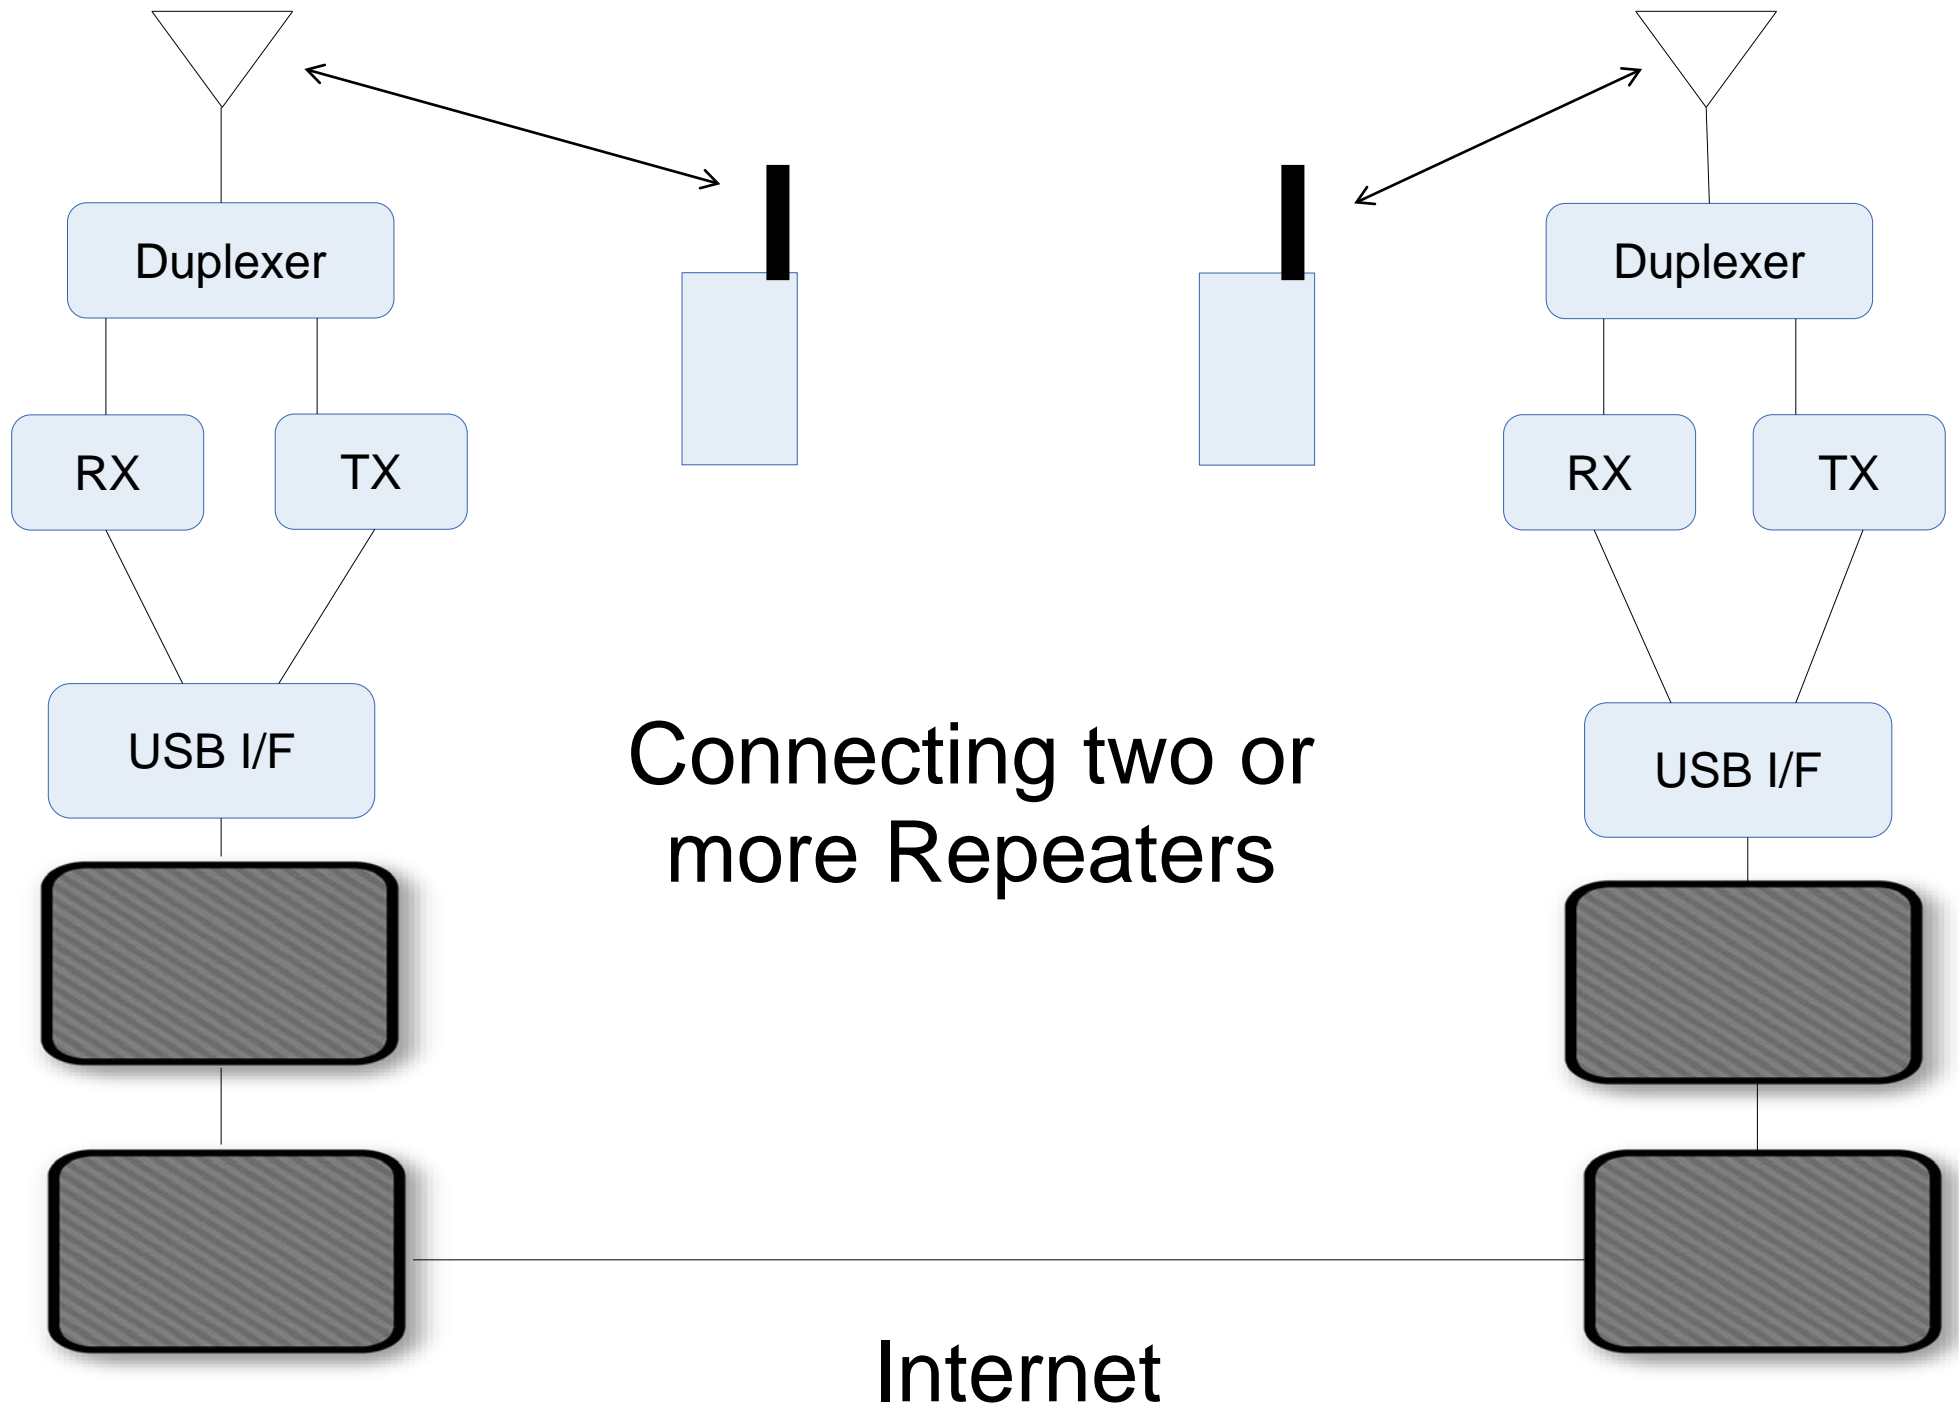 Duplexer
Duplexer
RX
TX
RX
TX
USB I/F
USB I/F
Connecting two or
more Repeaters
Internet